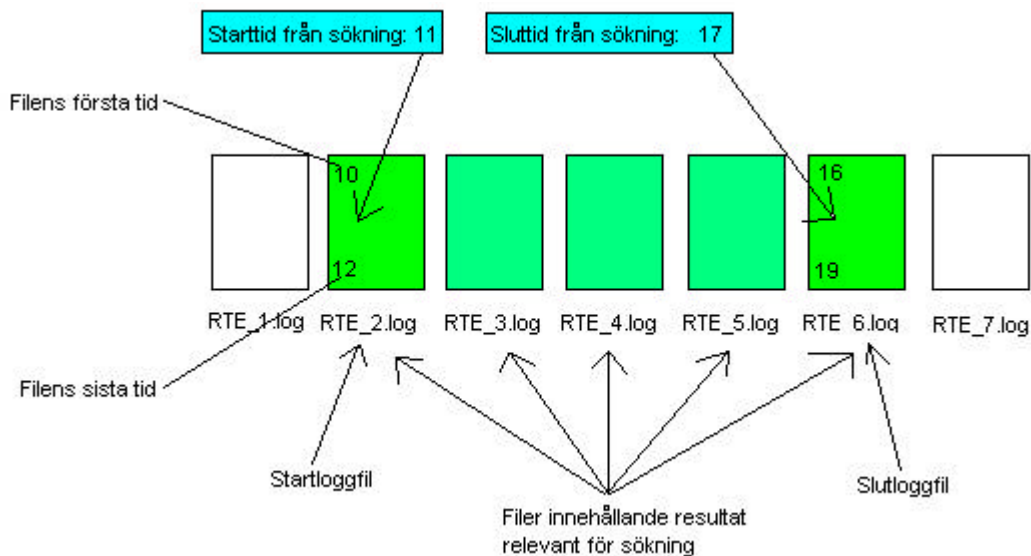 Starttid från sökning: 11
Sluttid från sökning: 17
Filens första tid
10
16
12
19
RTE_1.log
RTE_2.log
RTE_3.log
RTE_4.log
RTE_5.log
RTE_6.log
RTE_7.log
Filens sista tid
Startloggfil
Slutloggfil
Filer innehållande resultat
relevant för sökning